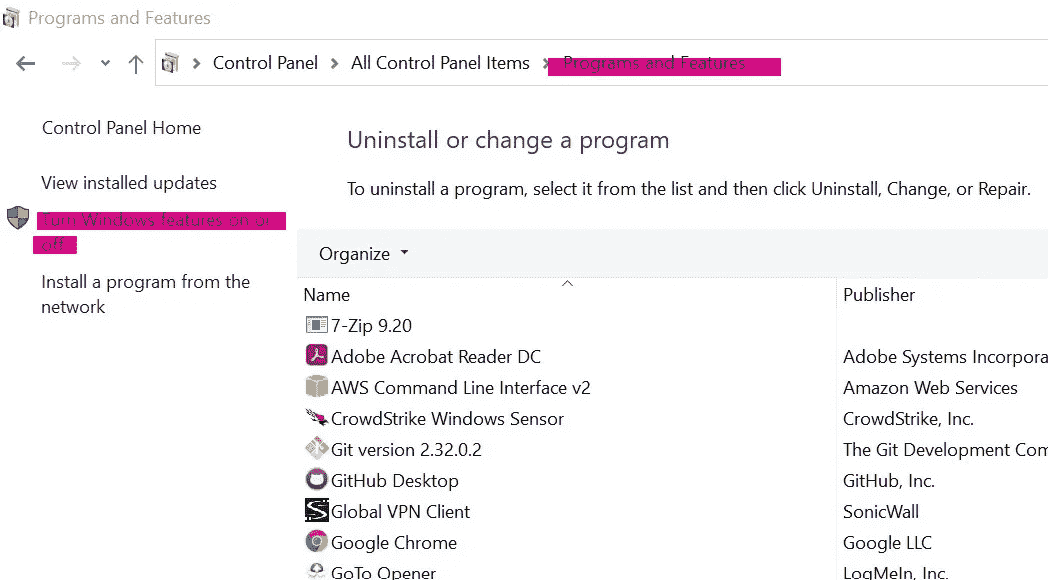 Programs and Features
Control Panel > All Control Panel Items > Programs and Features
Control Panel Home
View installed updates
Turn Windows features on or
off
Install a program from the
network
Uninstall or change a program
To uninstall a program, select it from the list and then click Uninstall, Change, or Repair.
Organize
Name Publisher
7-Zip 9.20
Adobe Acrobat Reader DC Adobe Systems Incorpora
AWS Command Line Interface v2 Amazon Web Services
CrowdStrike Windows Sensor CrowdStrike, Inc.
Git version 2.32.0.2 The Git Development Com
GitHub Desktop GitHub, Inc.
Global VPN Client SonicWall
Google Chrome Google LLC
GoTo Opener LogMeIn, Inc.